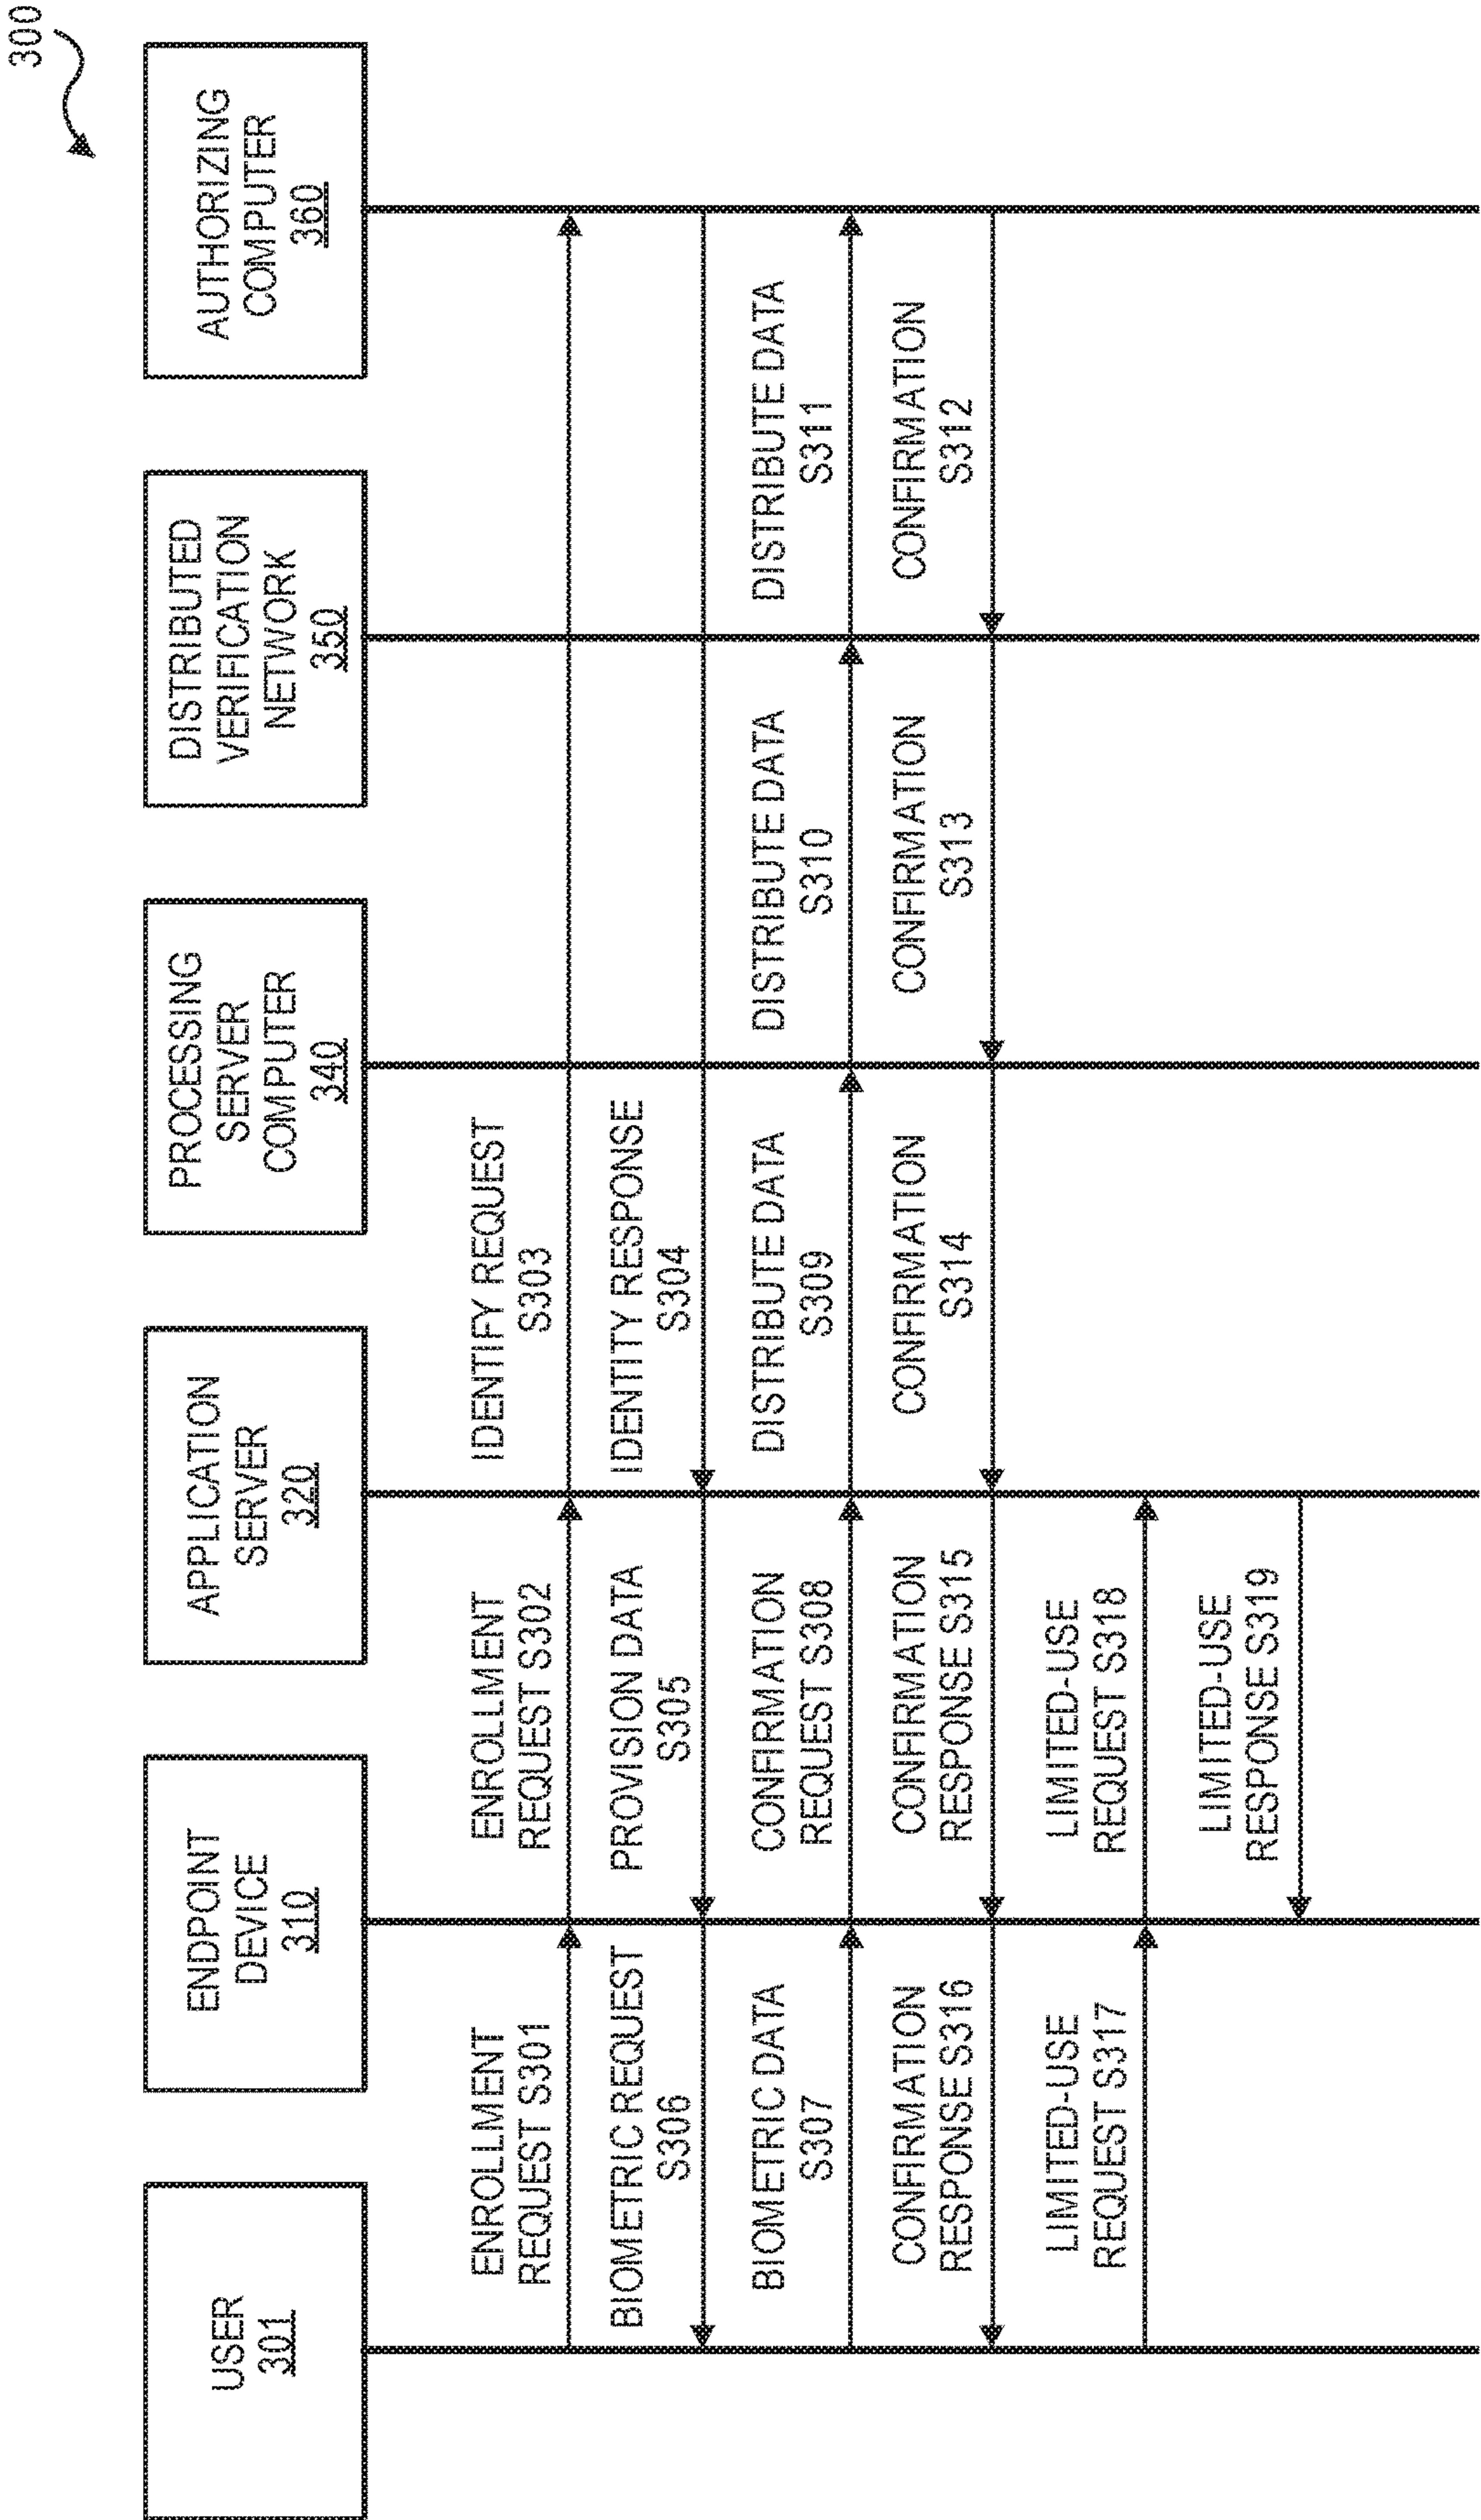 300
USER
301
ENDPOINT
DEVICE
310
APPLICATION
SERVER
320
PROCESSING
SERVER
COMPUTER
340
DISTRIBUTED
VERIFICATION
NETWORK
350
AUTHORIZING
COMPUTER
360
ENROLLMENT
REQUEST S301
ENROLLMENT
REQUEST S302
IDENTIFY REQUEST
S303
BIOMETRIC REQUEST
S306
PROVISION DATA
S305
IDENTITY RESPONSE
S304
BIOMETRIC DATA
S307
CONFIRMATION
REQUEST S308
DISTRIBUTE DATA
S309
DISTRIBUTE DATA
S310
DISTRIBUTE DATA
S311
CONFIRMATION
RESPONSE S316
CONFIRMATION
RESPONSE S315
CONFIRMATION
S314
CONFIRMATION
S313
CONFIRMATION
S312
LIMITED-USE
REQUEST S317
LIMITED-USE
REQUEST S318
LIMITED-USE
RESPONSE S319